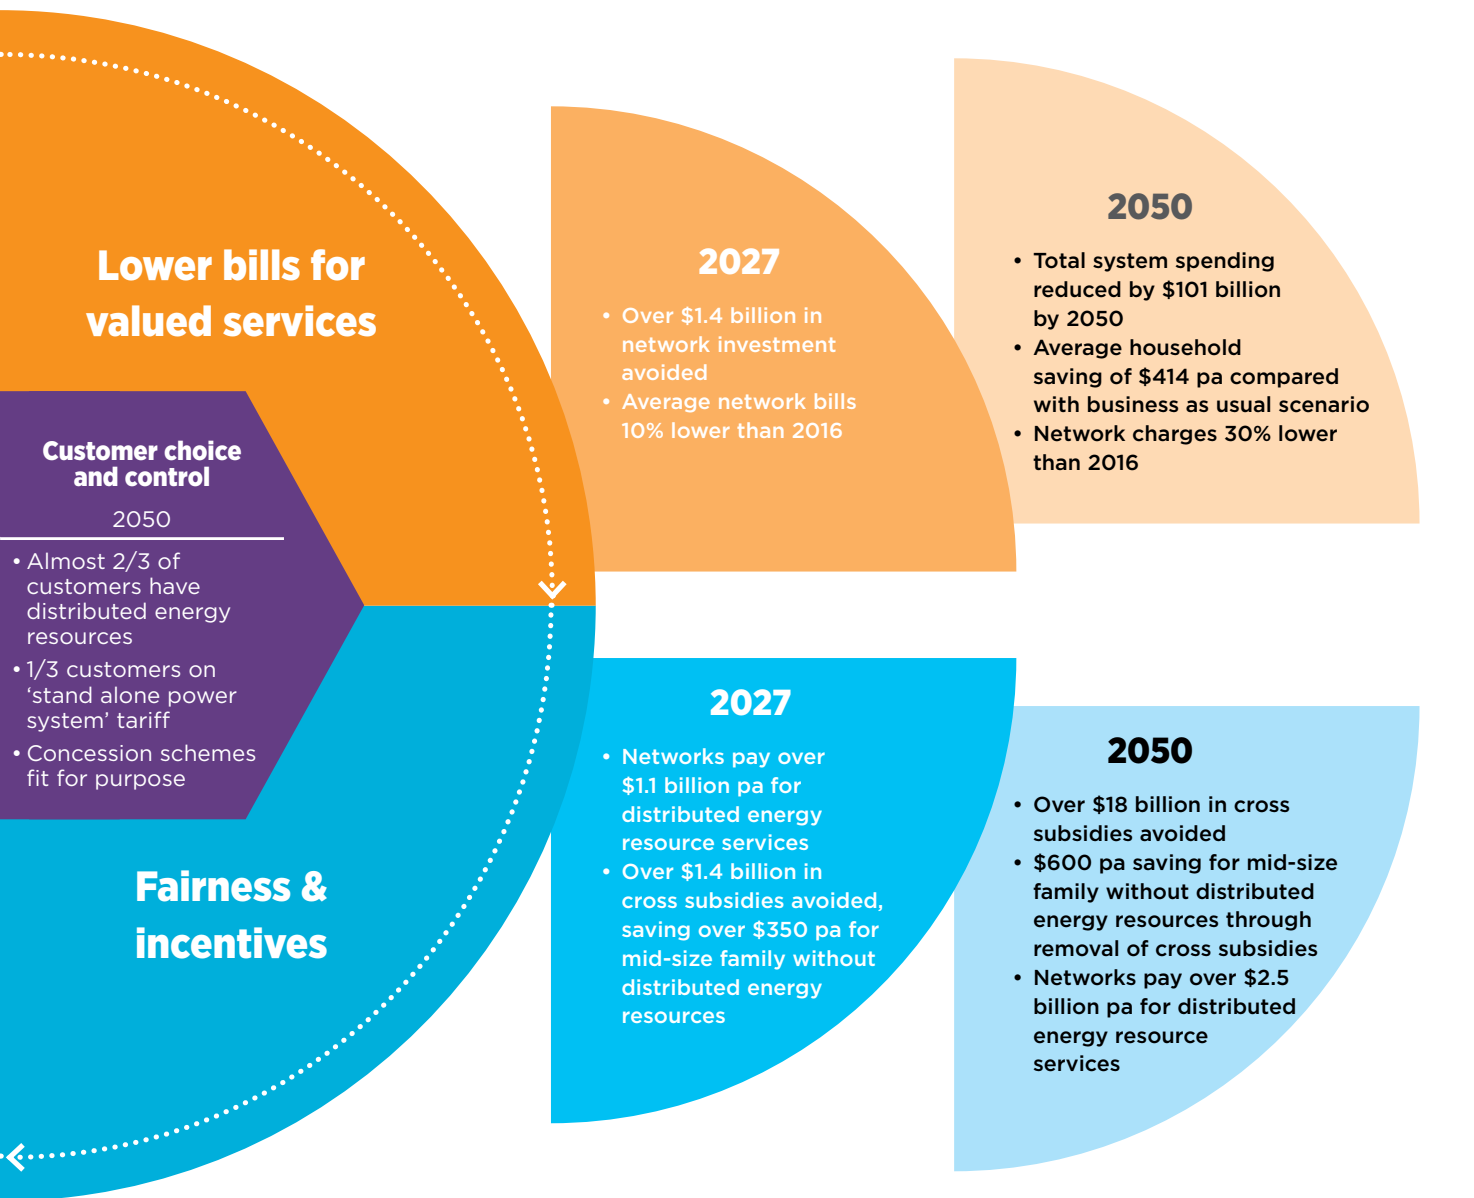 Lower bills for
valued services
Customer choice
and control
2050
• Almost 2/3 of
customers have
distributed energy
resources
• 1/3 customers on
‘stand alone power
system’ tariff
• Concession schemes
fit for purpose
Fairness &
incentives
2027
• Over $1.4 billion in
network investment
avoided
• Average network bills
10% lower than 2016
2050
• Total system spending
reduced by $101 billion
by 2050
• Average household
saving of $414 pa compared
with business as usual scenario
• Network charges 30% lower
than 2016
2027
• Networks pay over
$1.1 billion pa for
distributed energy
resource services
• Over $1.4 billion in
cross subsidies avoided,
saving over $350 pa for
mid-size family without
distributed energy
resources
2050
• Over $18 billion in cross
subsidies avoided
• $600 pa saving for mid-size
family without distributed
energy resources through
removal of cross subsidies
• Networks pay over $2.5
billion pa for distributed
energy resource
services